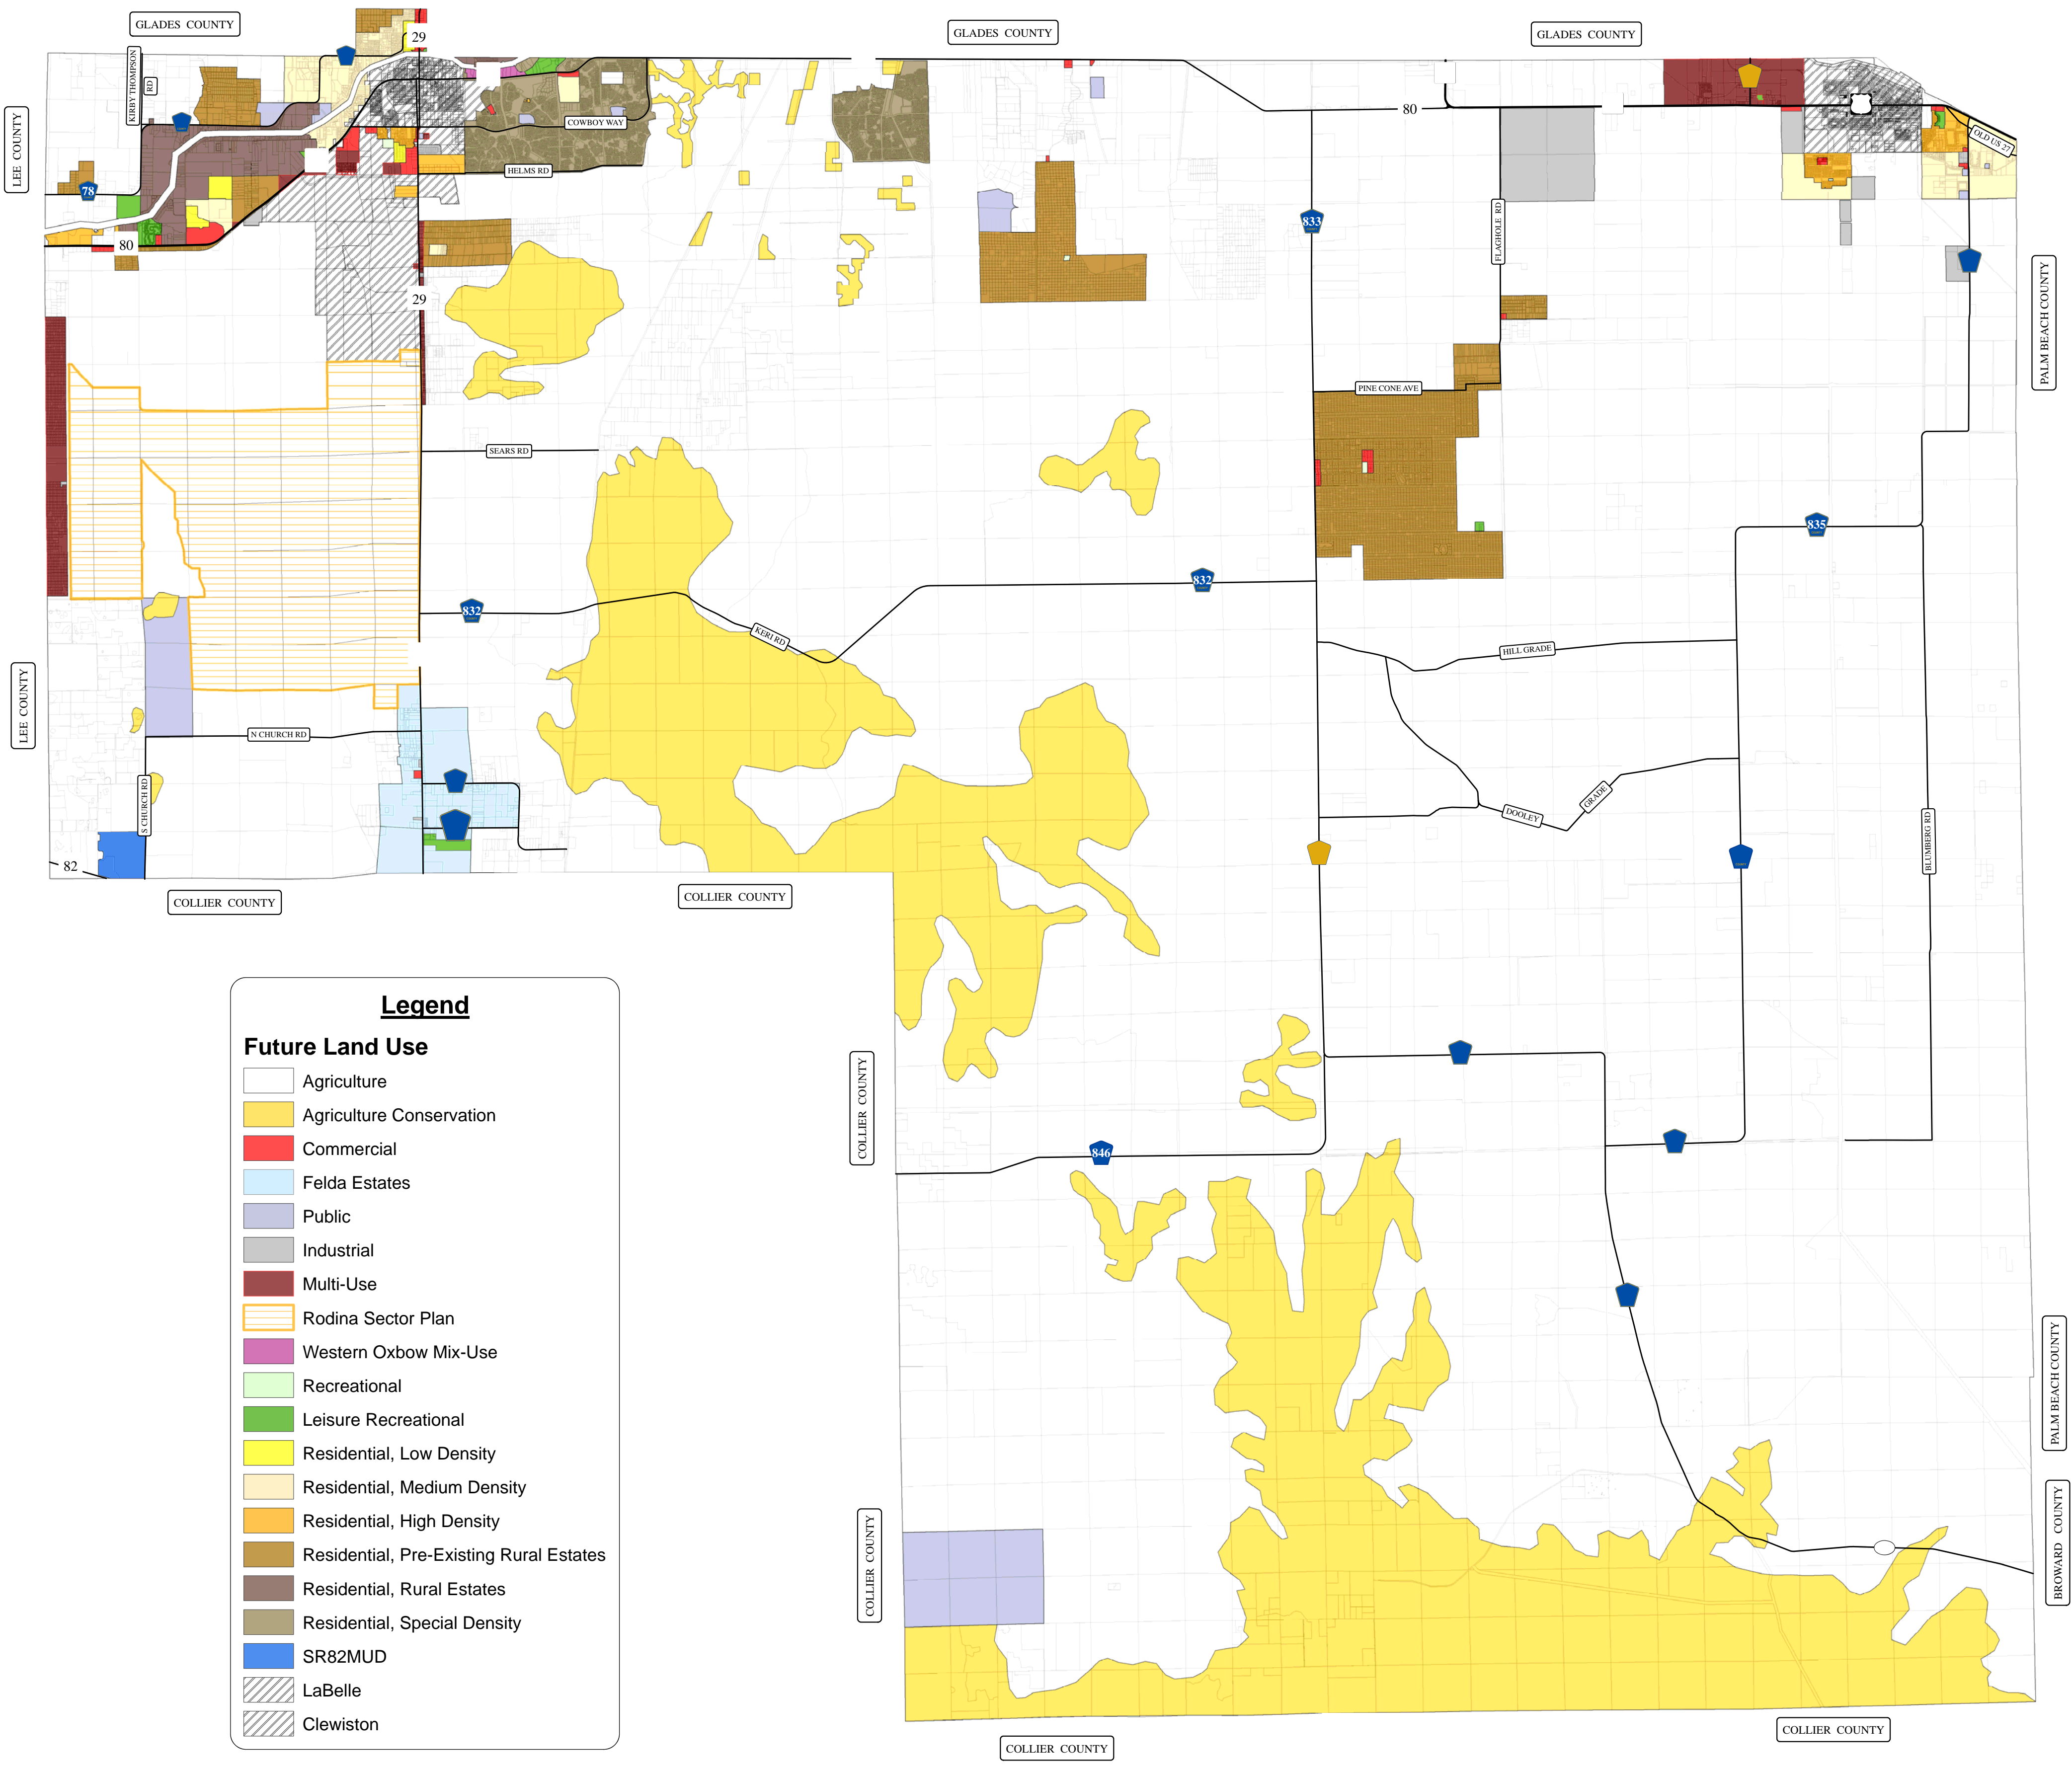 GLADES COUNTY
GLADES COUNTY
GLADES COUNTY
29
KIRBY THOMPSON
RD
LEE COUNTY
80
COWBOY WAY
OLD US 27
HELMS RD
78
80
833
FLAGHOLE RD
29
PALM BEACH COUNTY
PINE CONE AVE
SEARS RD
835
832
832
KERI RD
HILL GRADE
LEE COUNTY
N CHURCH RD
S CHURCH RD
DOOLEY
GRADE
BLUMBERG RD
82
COLLIER COUNTY
COLLIER COUNTY
COLLIER COUNTY
846
Legend
Future Land Use
Agriculture
Agriculture Conservation
Commercial
Felda Estates
Public
Industrial
Multi-Use
Rodina Sector Plan
Western Oxbow Mix-Use
Recreational
Leisure Recreational
Residential, Low Density
Residential, Medium Density
Residential, High Density
Residential, Pre-Existing Rural Estates
Residential, Rural Estates
Residential, Special Density
SR82MUD
LaBelle
Clewiston
PALM BEACH COUNTY
BROWARD COUNTY
COLLIER COUNTY
COLLIER COUNTY
COLLIER COUNTY